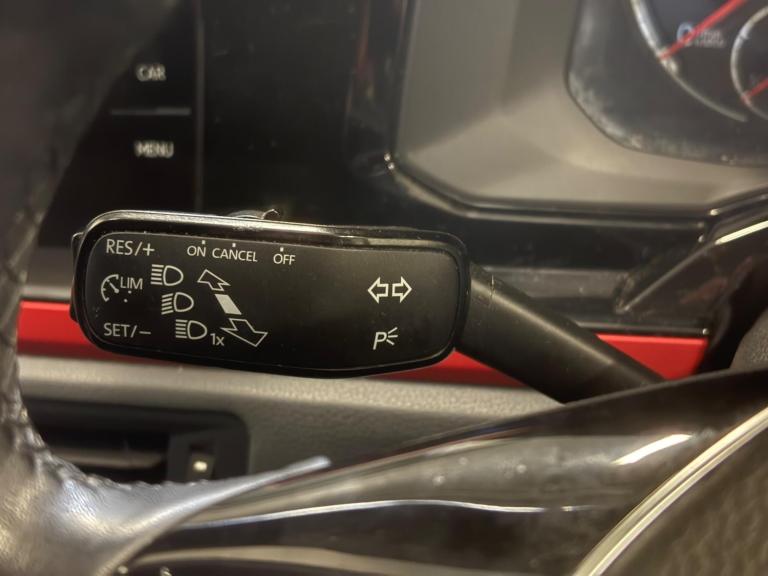 CAR
MENU
RES/+
ON CANCEL OFF
LIM
SET/−
1x
P